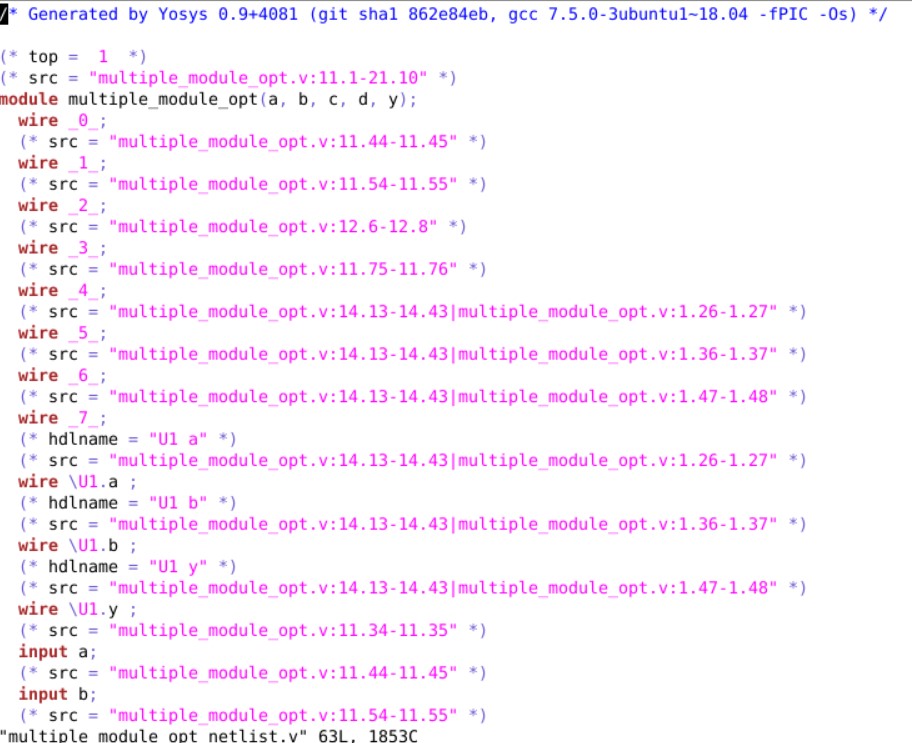 /* Generated by Yosys 0.9+4081 (git sha1 862e84eb, gcc 7.5.0-3ubuntu1~18.04 -fPIC -Os) */
(* top =  1  *)
(* src = "multiple_module_opt.v:11.1-21.10" *)
module multiple_module_opt(a, b, c, d, y);
  wire _0_;
  (* src = "multiple_module_opt.v:11.44-11.45" *)
  wire _1_;
  (* src = "multiple_module_opt.v:11.54-11.55" *)
  wire _2_;
  (* src = "multiple_module_opt.v:12.6-12.8" *)
  wire _3_;
  (* src = "multiple_module_opt.v:11.75-11.76" *)
  wire _4_;
  (* src = "multiple_module_opt.v:14.13-14.43|multiple_module_opt.v:1.26-1.27" *)
  wire _5_;
  (* src = "multiple_module_opt.v:14.13-14.43|multiple_module_opt.v:1.36-1.37" *)
  wire _6_;
  (* src = "multiple_module_opt.v:14.13-14.43|multiple_module_opt.v:1.47-1.48" *)
  wire _7_;
  (* hdlname = "U1 a" *)
  (* src = "multiple_module_opt.v:14.13-14.43|multiple_module_opt.v:1.26-1.27" *)
  wire \U1.a ;
  (* hdlname = "U1 b" *)
  (* src = "multiple_module_opt.v:14.13-14.43|multiple_module_opt.v:1.36-1.37" *)
  wire \U1.b ;
  (* hdlname = "U1 y" *)
  (* src = "multiple_module_opt.v:14.13-14.43|multiple_module_opt.v:1.47-1.48" *)
  wire \U1.y ;
  (* src = "multiple_module_opt.v:11.34-11.35" *)
  input a;
  (* src = "multiple_module_opt.v:11.44-11.45" *)
  input b;
  (* src = "multiple_module_opt.v:11.54-11.55" *)
"multiple_module_opt_netlist.v" 63L, 1853C